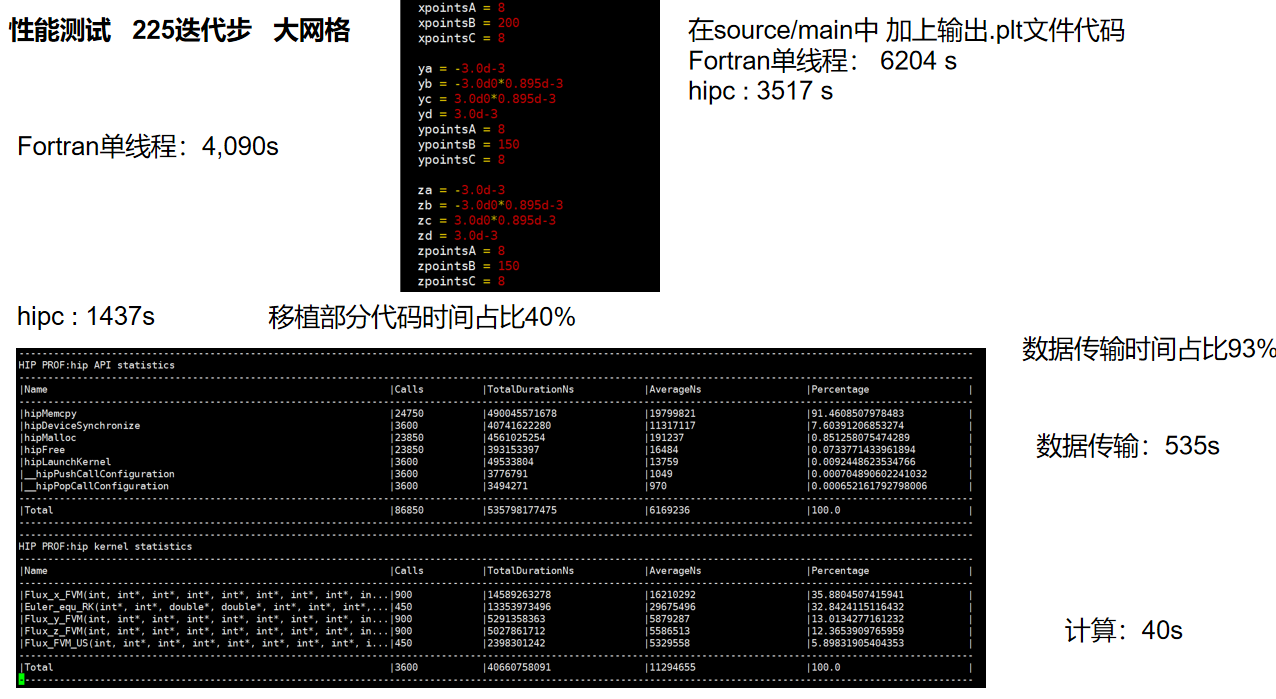 性能测试 225迭代步 大网格
Fortran单线程：4,090s
xpointsA = 8
xpointsB = 200
xpointsC = 8
ya = -3.0d-3
yb = -3.0d0*0.895d-3
yc = 3.0d0*0.895d-3
yd = 3.0d-3
ypointsA = 8
ypointsB = 150
ypointsC = 8
za = -3.0d-3
zb = -3.0d0*0.895d-3
zc = 3.0d0*0.895d-3
zd = 3.0d-3
zpointsA = 8
zpointsB = 150
zpointsC = 8
在source/main中 加上输出.plt文件代码
Fortran单线程： 6204 s
hipc : 3517 s
hipc : 1437s
移植部分代码时间占比40%
HIP PROF:hip API statistics
|Name |Calls |TotalDurationNs |AverageNs |Percentage |
|hipMemcpy |24750 |490045571678 |19799821 |91.4608507978483 |
|hipDeviceSynchronize |3600 |40741622280 |11317117 |7.60391206853274 |
|hipMalloc |23850 |4561025254 |191237 |0.851258075474289 |
|hipFree |23850 |393153397 |16484 |0.0733771433961894 |
|hipLaunchKernel |3600 |49533804 |13759 |0.0092448623534766 |
|__hipPushCallConfiguration |3600 |3776791 |1049 |0.000704890602241032 |
|__hipPopCallConfiguration |3600 |3494271 |970 |0.000652161792798006 |
|Total |86850 |535798177475 |6169236 |100.0 |
HIP PROF:hip kernel statistics
|Name |Calls |TotalDurationNs |AverageNs |Percentage |
|Flux_x_FVM(int, int*, int*, int*, int*, int*, int*, in...|900 |14589263278 |16210292 |35.8804507415941 |
|Euler_equ_RK(int*, int*, double*, double*, int*, int*, int*,...|450 |13353973496 |29675496 |32.8424115116432 |
|Flux_y_FVM(int, int*, int*, int*, int*, int*, int*, in...|900 |5291358363 |5879287 |13.0134277161232 |
|Flux_z_FVM(int, int*, int*, int*, int*, int*, int*, in...|900 |5027861712 |5586513 |12.3653909765959 |
|Flux_FVM_US(int, int*, int*, int*, int*, int*, int*, i...|450 |2398301242 |5329558 |5.89831905404353 |
|Total |3600 |40660758091 |11294655 |100.0 |
数据传输时间占比93%
数据传输：535s
计算：40s